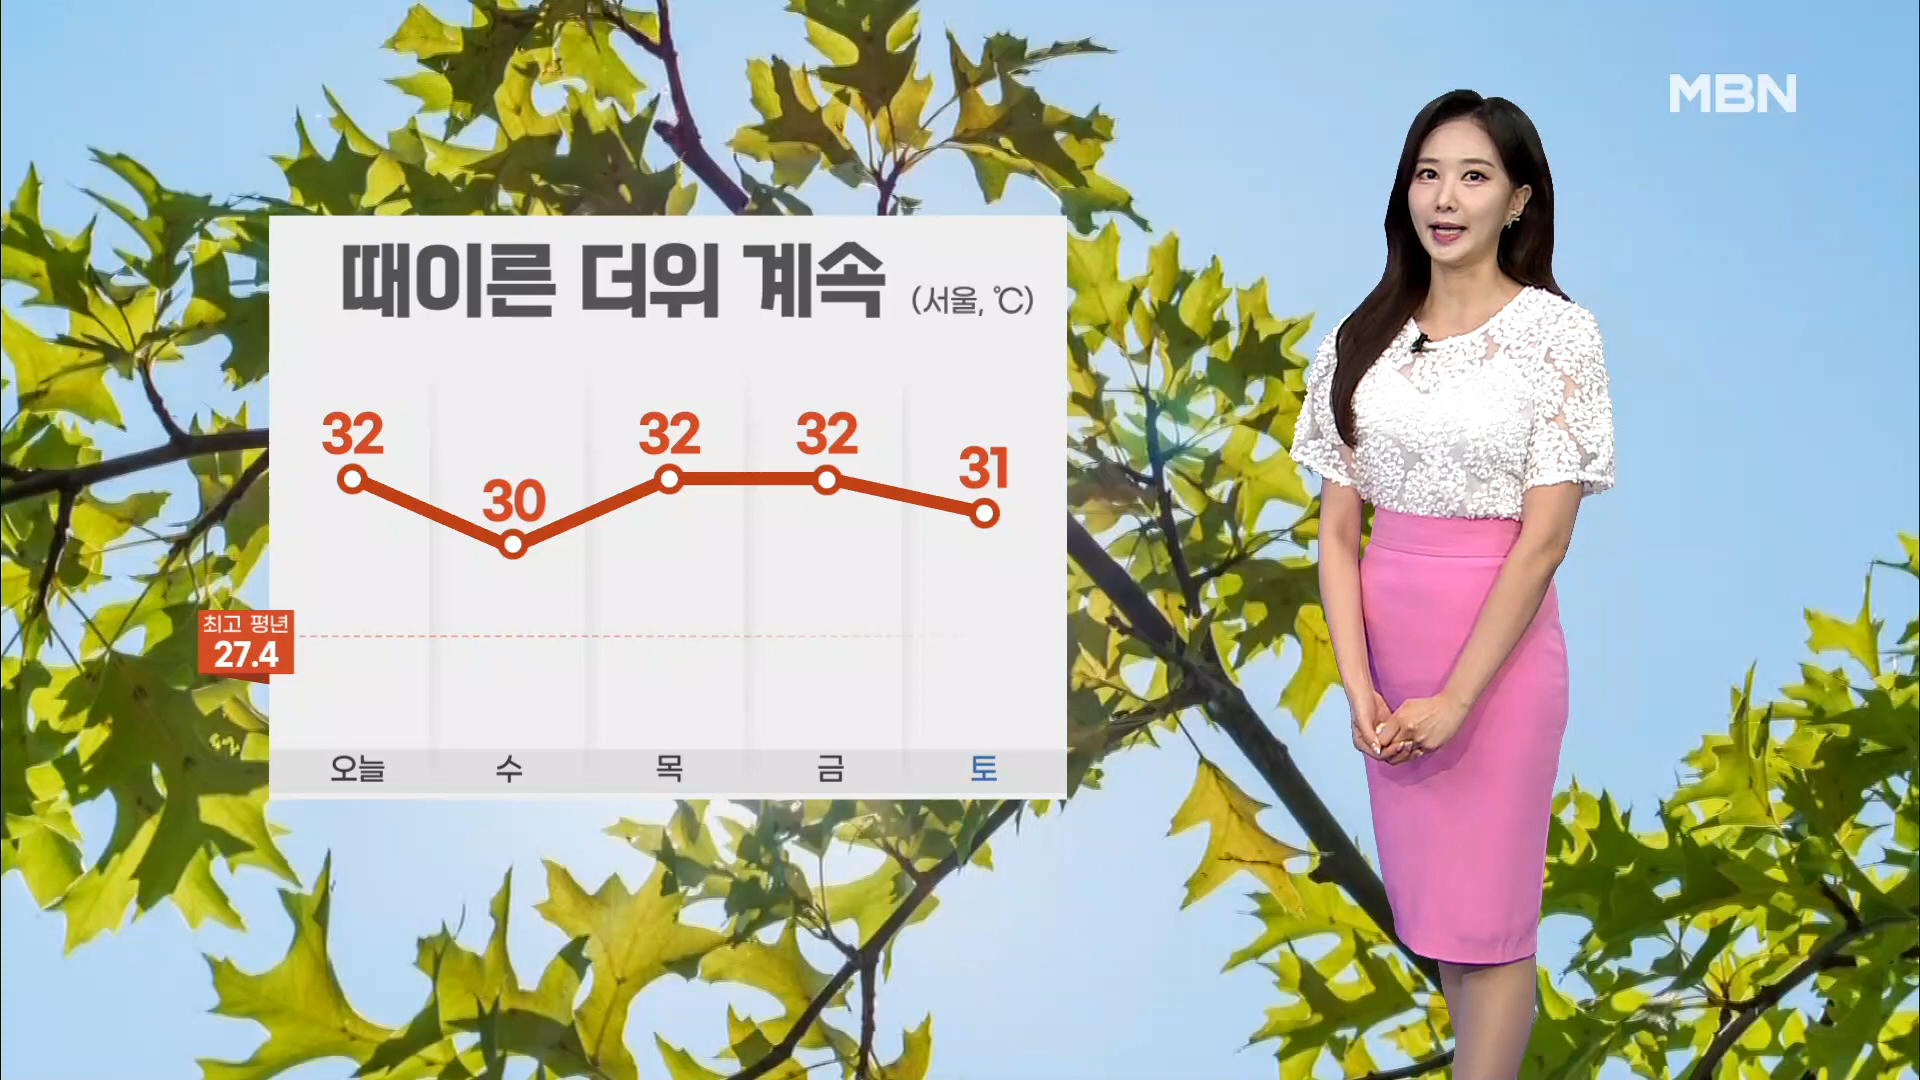 MBN
때이른 더위 계속 (서울, ℃)
32 30 32 32 31
최고 평년
27.4
오늘 수 목 금 토